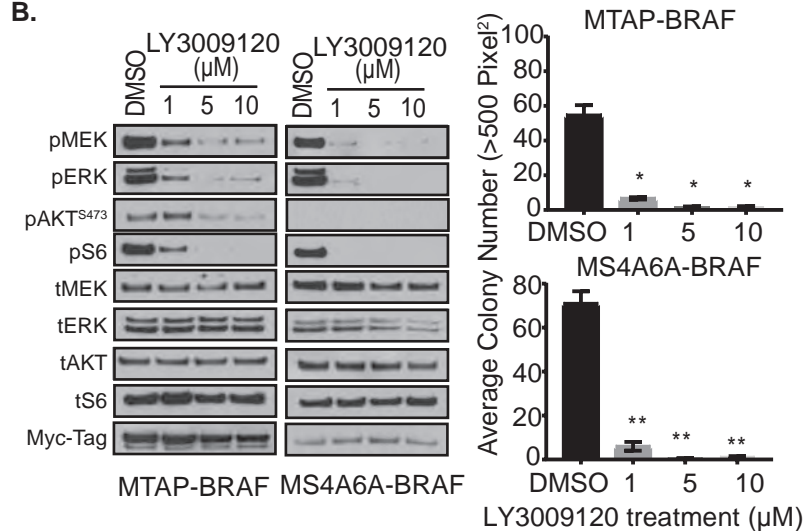 B.
LY3009120
(µM)
DMSO 1 5 10
LY3009120
(µM)
DMSO 1 5 10
pMEK
pERK
pAKTS473
pS6
tMEK
tERK
tAKT
tS6
Myc-Tag
MTAP-BRAF MS4A6A-BRAF
Average Colony Number (>500 Pixel²)
MTAP-BRAF
100
80
60
40
20
0
* * *
DMSO 1 5 10
MS4A6A-BRAF
80
60
40
20
0
** ** **
DMSO 1 5 10
LY3009120 treatment (µM)